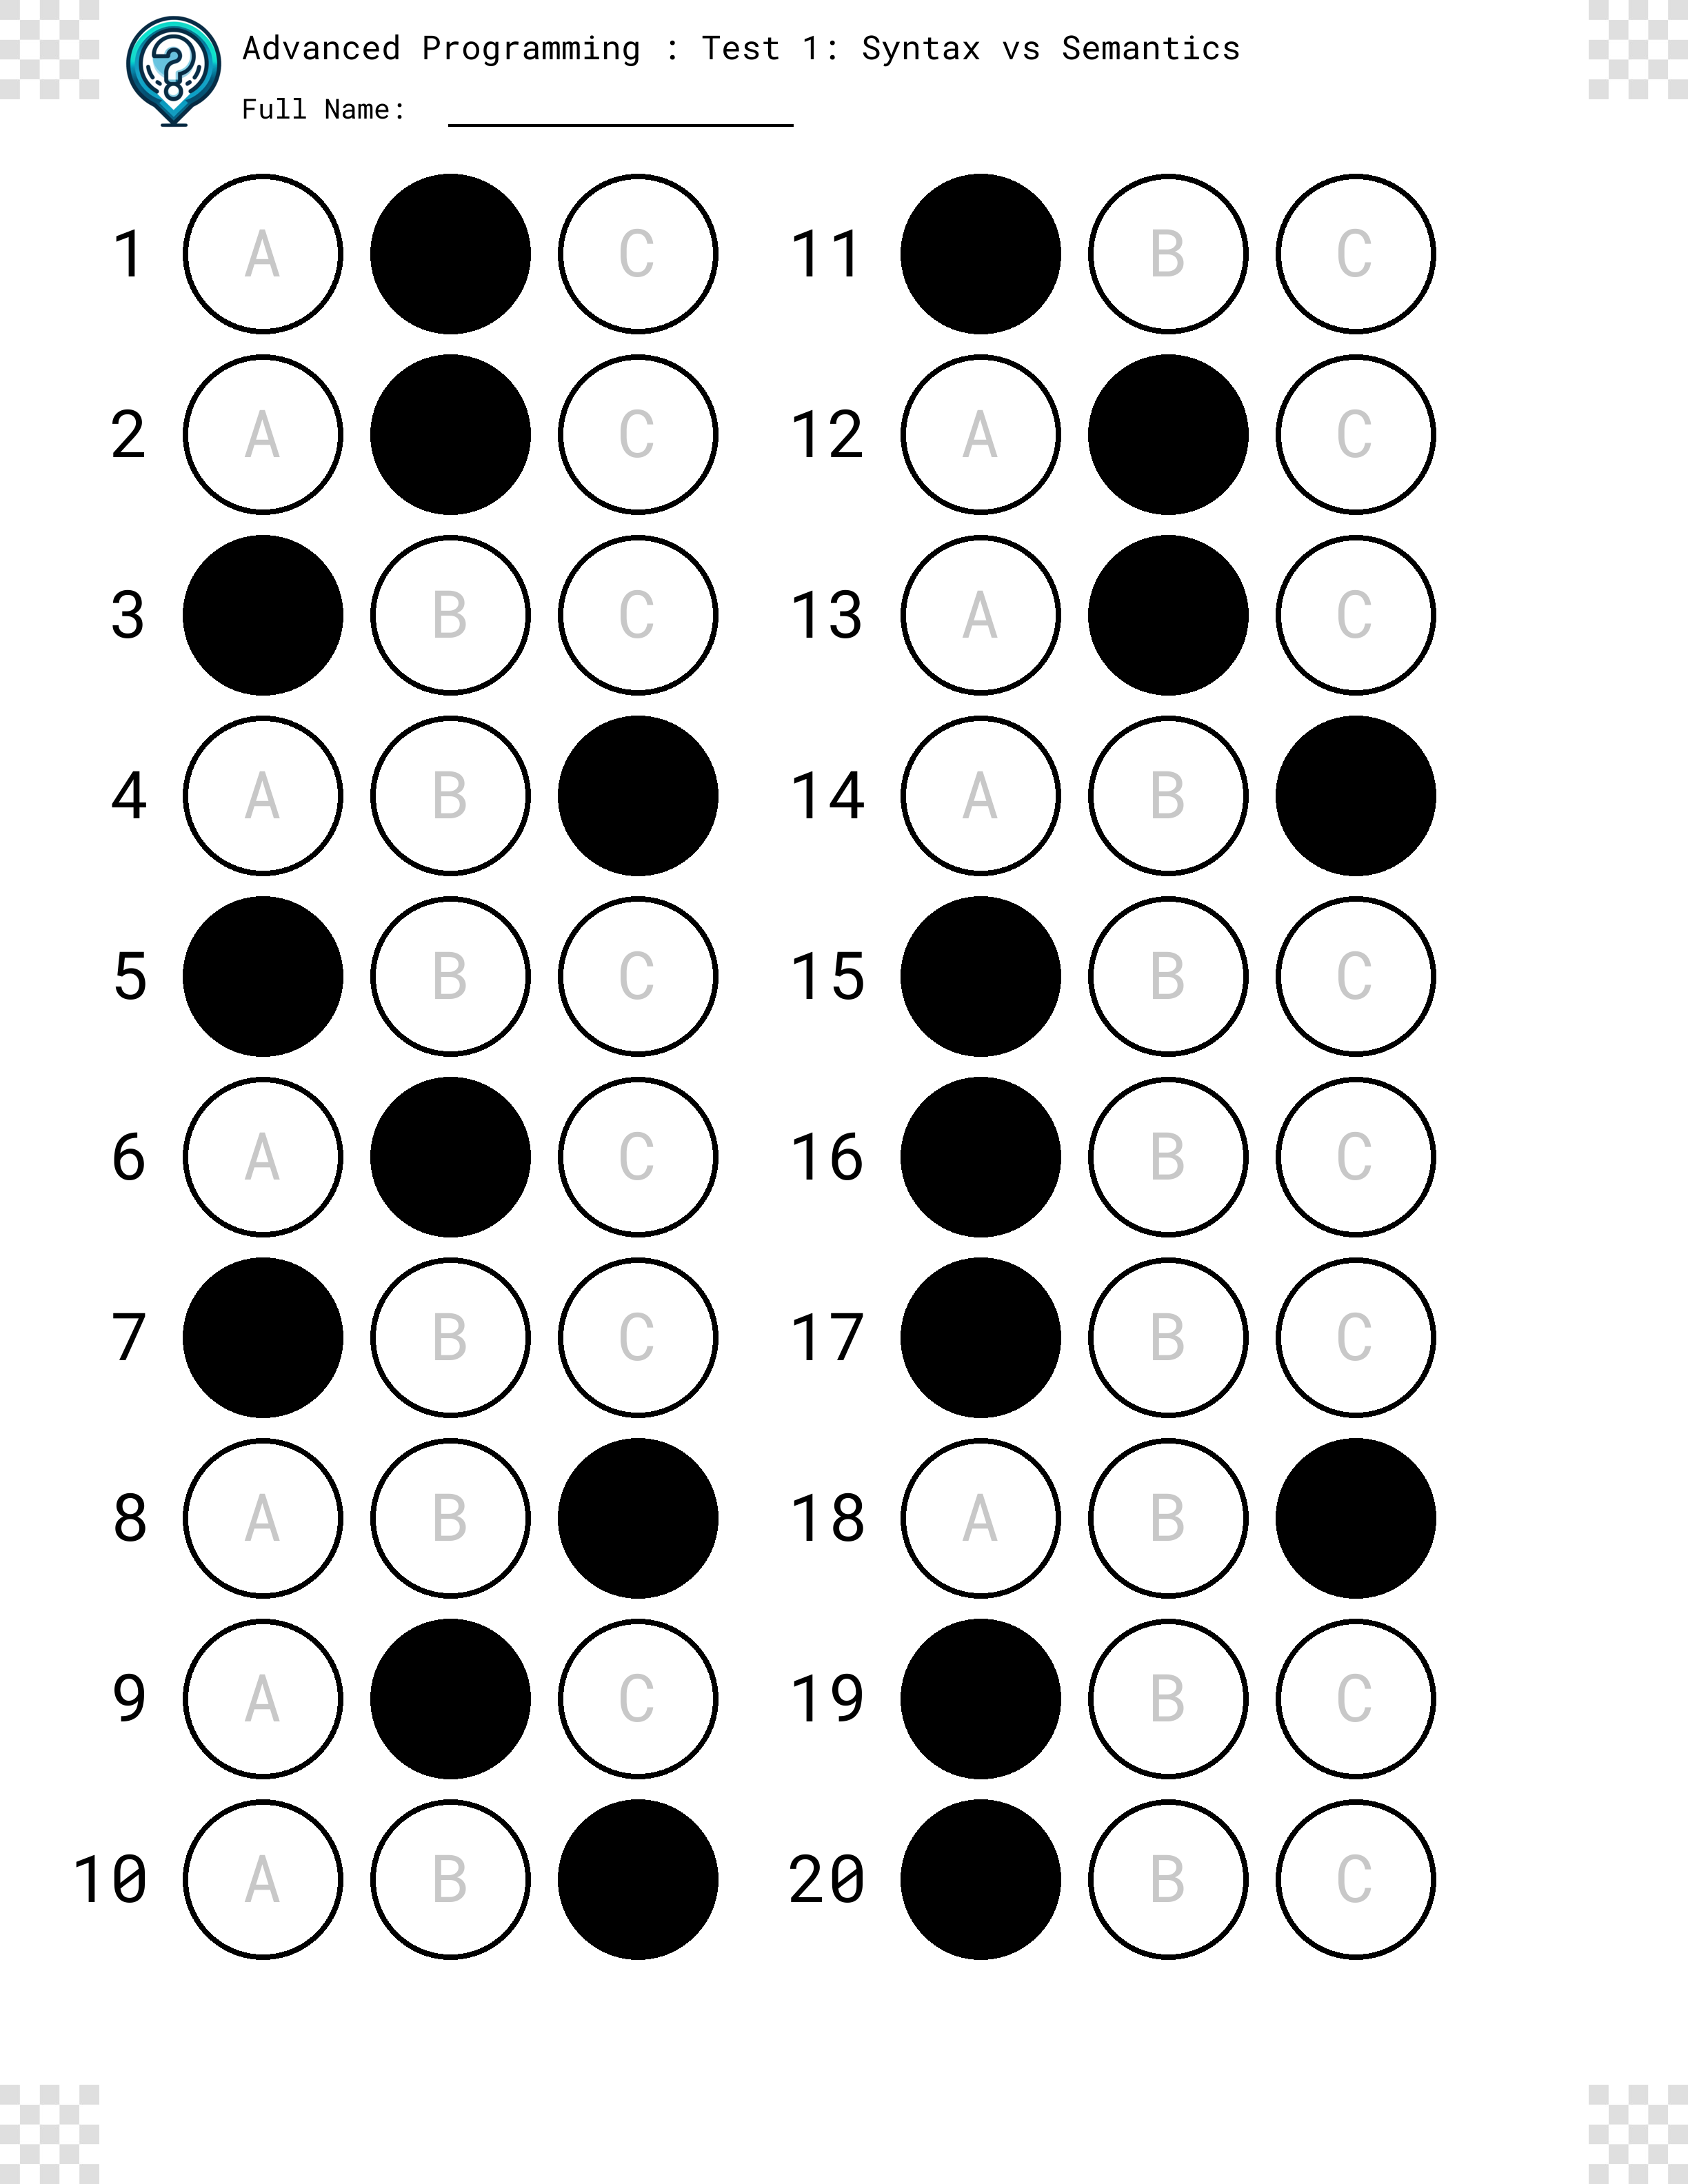 Advanced Programming : Test 1: Syntax vs Semantics
Full Name:
1 A C
2 A C
3 B C
4 A B
5 B C
6 A C
7 B C
8 A B
9 A C
10 A B
11 B C
12 A C
13 A C
14 A B
15 B C
16 B C
17 B C
18 A B
19 B C
20 B C